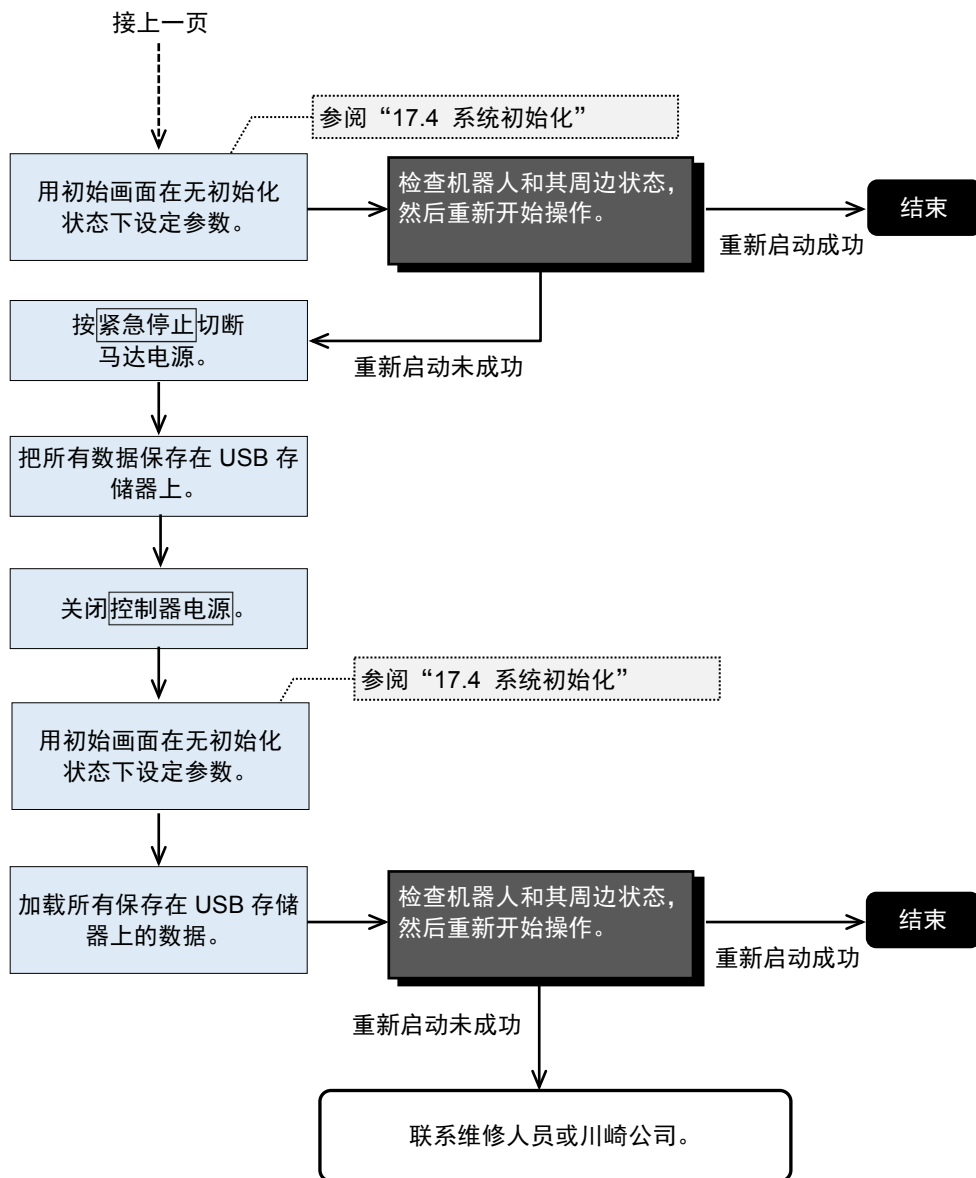 接上一页
参阅“17.4 系统初始化”
用初始画面在无初始化
状态下设定参数。
检查机器人和其周边状态，
然后重新开始操作。
结束
重新启动成功
按紧急停止切断
马达电源。
重新启动未成功
把所有数据保存在 USB 存
储器上。
关闭控制器电源。
参阅“17.4 系统初始化”
用初始画面在无初始化
状态下设定参数。
加载所有保存在 USB 存储
器上的数据。
检查机器人和其周边状态，
然后重新开始操作。
结束
重新启动成功
重新启动未成功
联系维修人员或川崎公司。